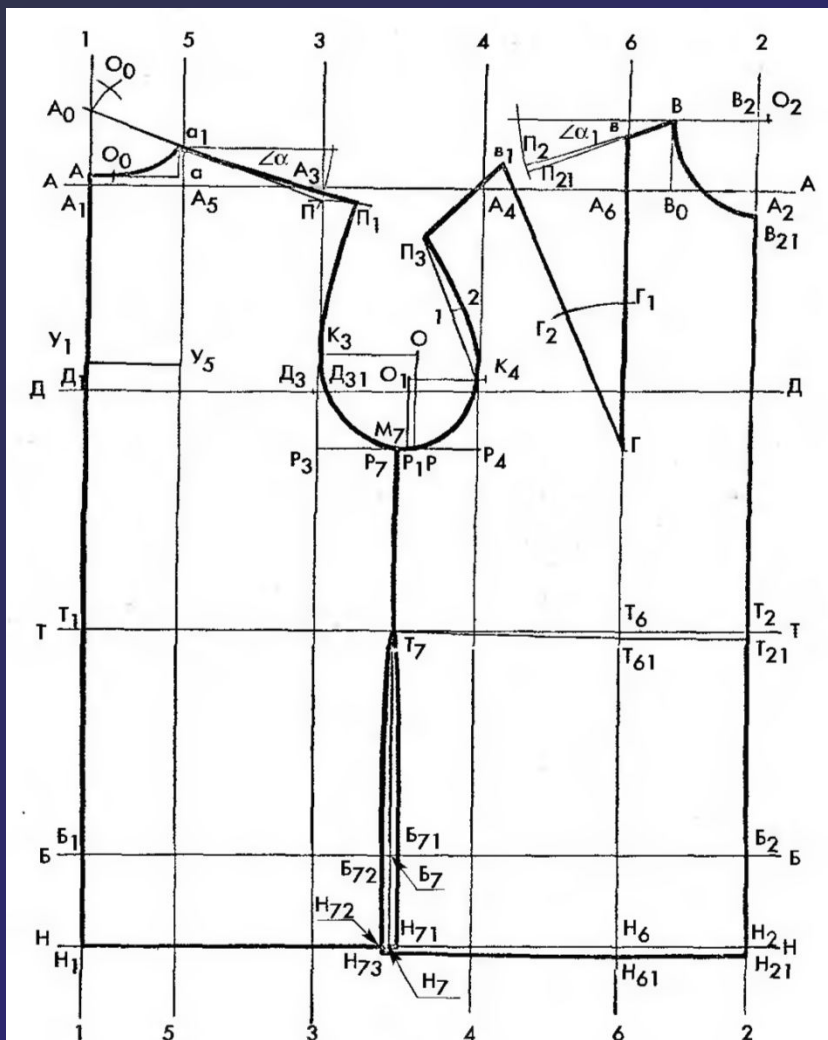 1 5 3 4 6 2
О0
А0
а1
В В2 О2
в
П2
∠α1
в1
П21
О0
∠α
А3
А
А
а
А
А1 А5 П' П1 А4 А6 В0 А2
В21
П3
2
1
Г1
Г2
У1 У5
К3 О
О1 К4
Д Д1 Д3 Д31 Д
М7
Р3 Р7 Р1 Р Р4 Г
Т1 Т6 Т2
Т Т
Т7 Т61 Т21
Б1 Б71 Б2
Б Б
Б72 Б7
Н72 Н71 Н6 Н2
Н Н
Н1 Н73 Н7 Н61 Н21
1 5 3 4 6 2